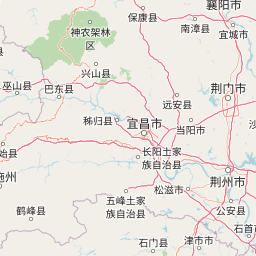 襄阳市
保康县
南漳县
宜城市
神农架林
区
兴山县
巫山县
巴东县
远安县
荆门市
秭归县
宜昌市
当阳市
长阳土家
族自治县
始县
施州
荆州市
松滋市
五峰土家
族自治县
公安县
鹤峰县
石首
津市市
石门县